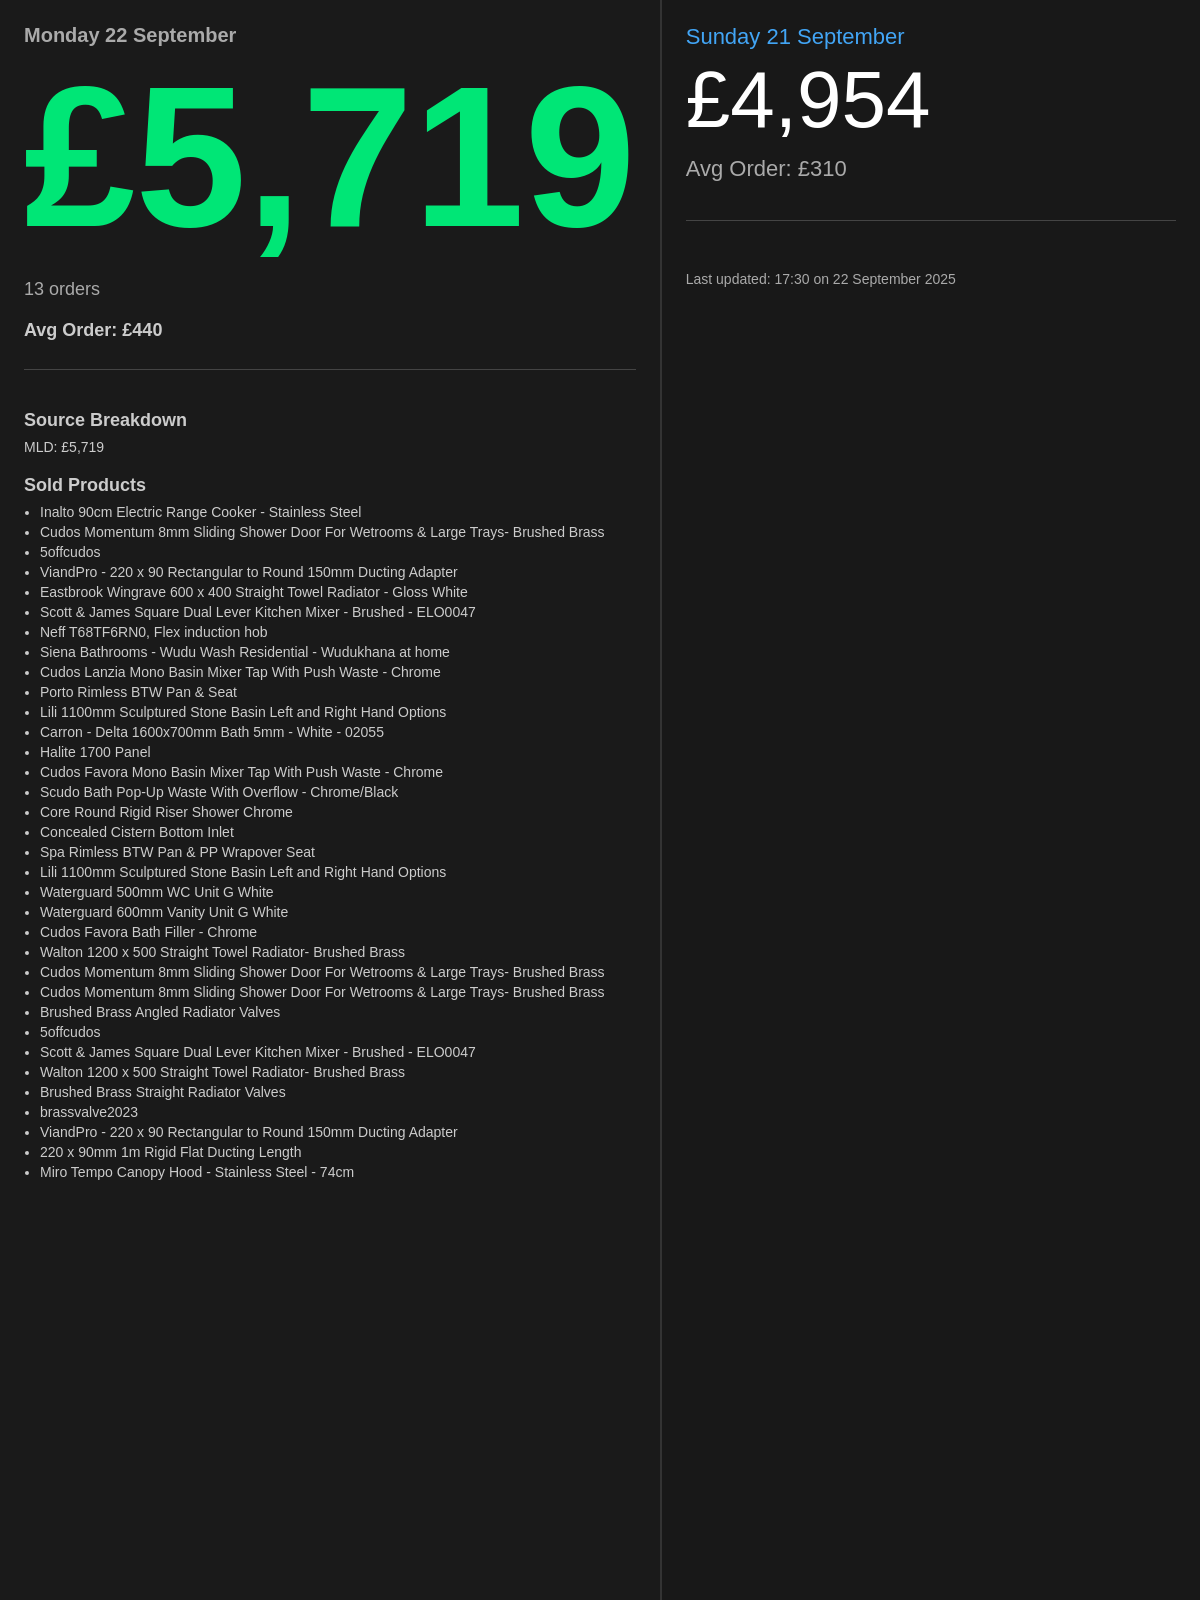 Monday 22 September
£5,719
13 orders
Avg Order: £440
Source Breakdown
MLD: £5,719
Sold Products
• Inalto 90cm Electric Range Cooker - Stainless Steel
• Cudos Momentum 8mm Sliding Shower Door For Wetrooms & Large Trays- Brushed Brass
• 5offcudos
• ViandPro - 220 x 90 Rectangular to Round 150mm Ducting Adapter
• Eastbrook Wingrave 600 x 400 Straight Towel Radiator - Gloss White
• Scott & James Square Dual Lever Kitchen Mixer - Brushed - ELO0047
• Neff T68TF6RN0, Flex induction hob
• Siena Bathrooms - Wudu Wash Residential - Wudukhana at home
• Cudos Lanzia Mono Basin Mixer Tap With Push Waste - Chrome
• Porto Rimless BTW Pan & Seat
• Lili 1100mm Sculptured Stone Basin Left and Right Hand Options
• Carron - Delta 1600x700mm Bath 5mm - White - 02055
• Halite 1700 Panel
• Cudos Favora Mono Basin Mixer Tap With Push Waste - Chrome
• Scudo Bath Pop-Up Waste With Overflow - Chrome/Black
• Core Round Rigid Riser Shower Chrome
• Concealed Cistern Bottom Inlet
• Spa Rimless BTW Pan & PP Wrapover Seat
• Lili 1100mm Sculptured Stone Basin Left and Right Hand Options
• Waterguard 500mm WC Unit G White
• Waterguard 600mm Vanity Unit G White
• Cudos Favora Bath Filler - Chrome
• Walton 1200 x 500 Straight Towel Radiator- Brushed Brass
• Cudos Momentum 8mm Sliding Shower Door For Wetrooms & Large Trays- Brushed Brass
• Cudos Momentum 8mm Sliding Shower Door For Wetrooms & Large Trays- Brushed Brass
• Brushed Brass Angled Radiator Valves
• 5offcudos
• Scott & James Square Dual Lever Kitchen Mixer - Brushed - ELO0047
• Walton 1200 x 500 Straight Towel Radiator- Brushed Brass
• Brushed Brass Straight Radiator Valves
• brassvalve2023
• ViandPro - 220 x 90 Rectangular to Round 150mm Ducting Adapter
• 220 x 90mm 1m Rigid Flat Ducting Length
• Miro Tempo Canopy Hood - Stainless Steel - 74cm
Sunday 21 September
£4,954
Avg Order: £310
Last updated: 17:30 on 22 September 2025